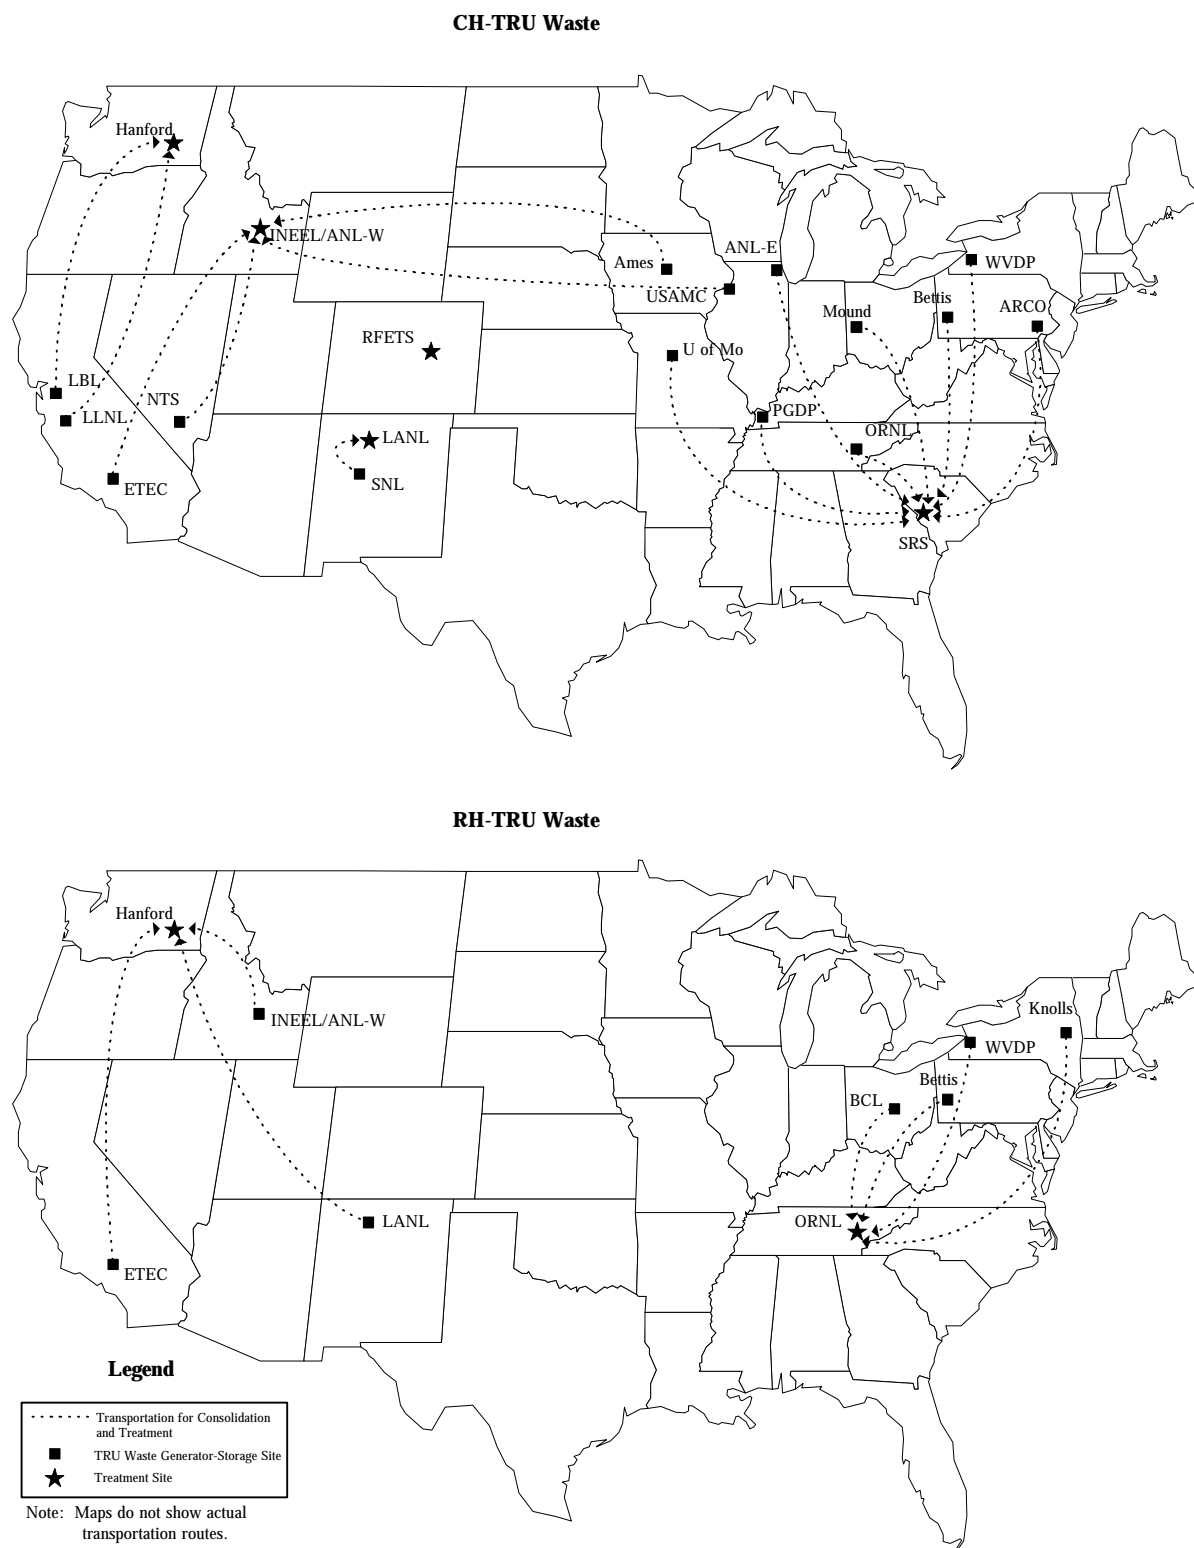 CH-TRU Waste
Hanford
INEEL/ANL-W
Ames
ANL-E
USAMC
WVDP
Bettis
ARCO
Mound
RFETS
U of Mo
LBL
LLNL
NTS
PGDP
ORNL
LANL
SNL
ETEC
SRS
RH-TRU Waste
Hanford
INEEL/ANL-W
Knolls
WVDP
Bettis
BCL
LANL
ORNL
ETEC
Legend
Transportation for Consolidation
and Treatment
TRU Waste Generator-Storage Site
Treatment Site
Note: Maps do not show actual
transportation routes.